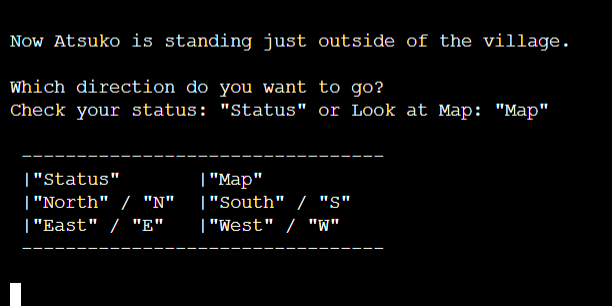 Now Atsuko is standing just outside of the village.
Which direction do you want to go?
Check your status: "Status" or Look at Map: "Map"
---------------------------------
|"Status"       |"Map"
|"North" / "N"  |"South" / "S"
|"East" / "E"   |"West" / "W"
---------------------------------